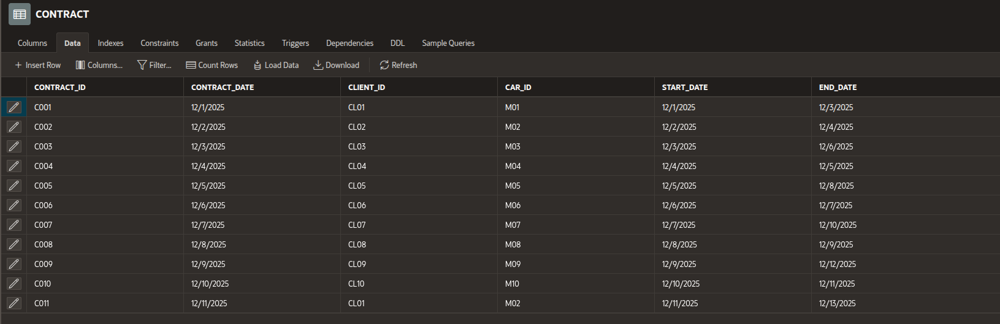 CONTRACT
Columns Data Indexes Constraints Grants Statistics Triggers Dependencies DDL Sample Queries
+ Insert Row Columns... Filter... Count Rows Load Data Download Refresh
CONTRACT_ID CONTRACT_DATE CLIENT_ID CAR_ID START_DATE END_DATE
C001 12/1/2025 CL01 M01 12/1/2025 12/3/2025
C002 12/2/2025 CL02 M02 12/2/2025 12/4/2025
C003 12/3/2025 CL03 M03 12/3/2025 12/6/2025
C004 12/4/2025 CL04 M04 12/4/2025 12/5/2025
C005 12/5/2025 CL05 M05 12/5/2025 12/8/2025
C006 12/6/2025 CL06 M06 12/6/2025 12/7/2025
C007 12/7/2025 CL07 M07 12/7/2025 12/10/2025
C008 12/8/2025 CL08 M08 12/8/2025 12/9/2025
C009 12/9/2025 CL09 M09 12/9/2025 12/12/2025
C010 12/10/2025 CL10 M10 12/10/2025 12/11/2025
C011 12/11/2025 CL01 M02 12/11/2025 12/13/2025